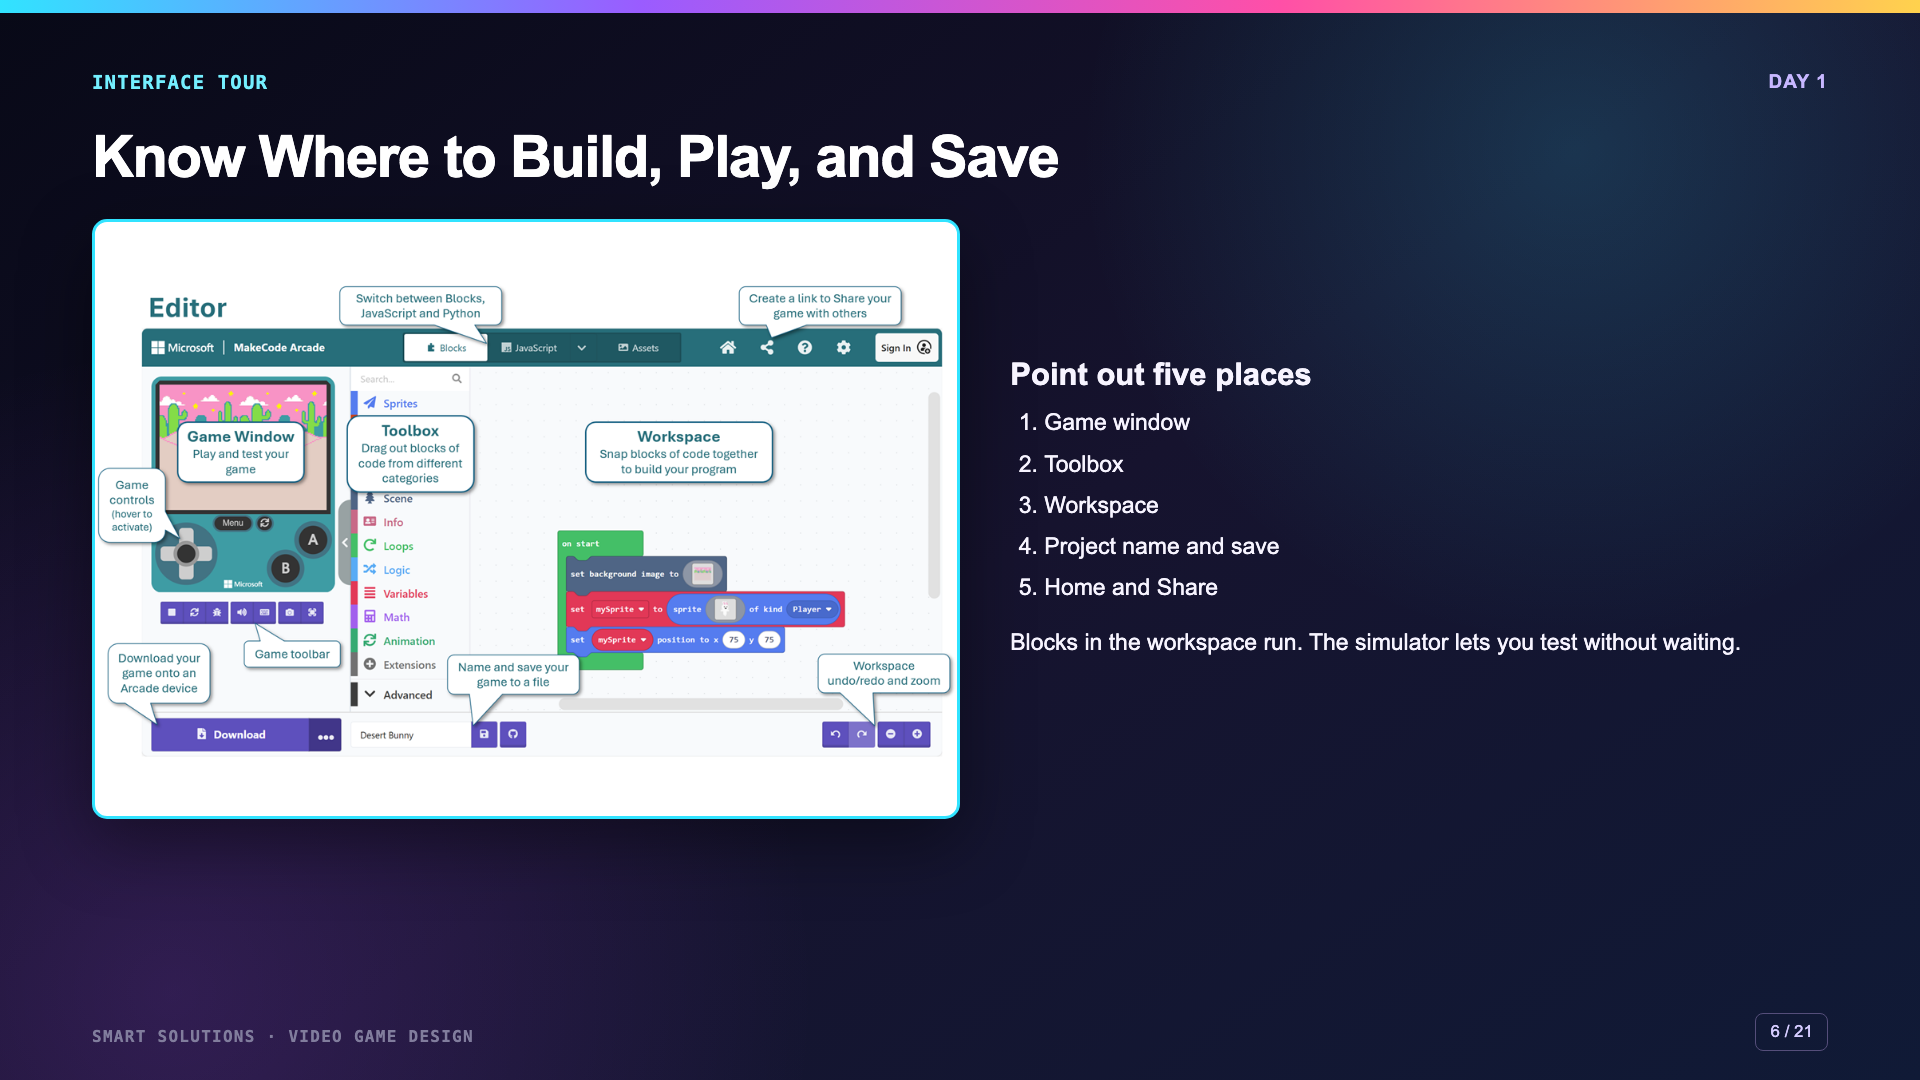 INTERFACE TOUR
DAY 1
Know Where to Build, Play, and Save
Editor
Switch between Blocks,
JavaScript and Python
Create a link to Share your
game with others
Microsoft | MakeCode Arcade
Blocks
JavaScript
Assets
Sign In
Search...
Sprites
Game Window
Play and test your
game
Toolbox
Drag out blocks of
code from different
categories
Workspace
Snap blocks of code together
to build your program
Game
controls
(hover to
activate)
Menu
A
B
Microsoft
Scene
Info
Loops
Logic
Variables
Math
Animation
Extensions
Advanced
on start
set background image to
set mySprite to sprite of kind Player
set mySprite position to x 75 y 75
Game toolbar
Download your
game onto an
Arcade device
Name and save your
game to a file
Workspace
undo/redo and zoom
Download
Desert Bunny
Point out five places
1. Game window
2. Toolbox
3. Workspace
4. Project name and save
5. Home and Share
Blocks in the workspace run. The simulator lets you test without waiting.
SMART SOLUTIONS · VIDEO GAME DESIGN
6 / 21